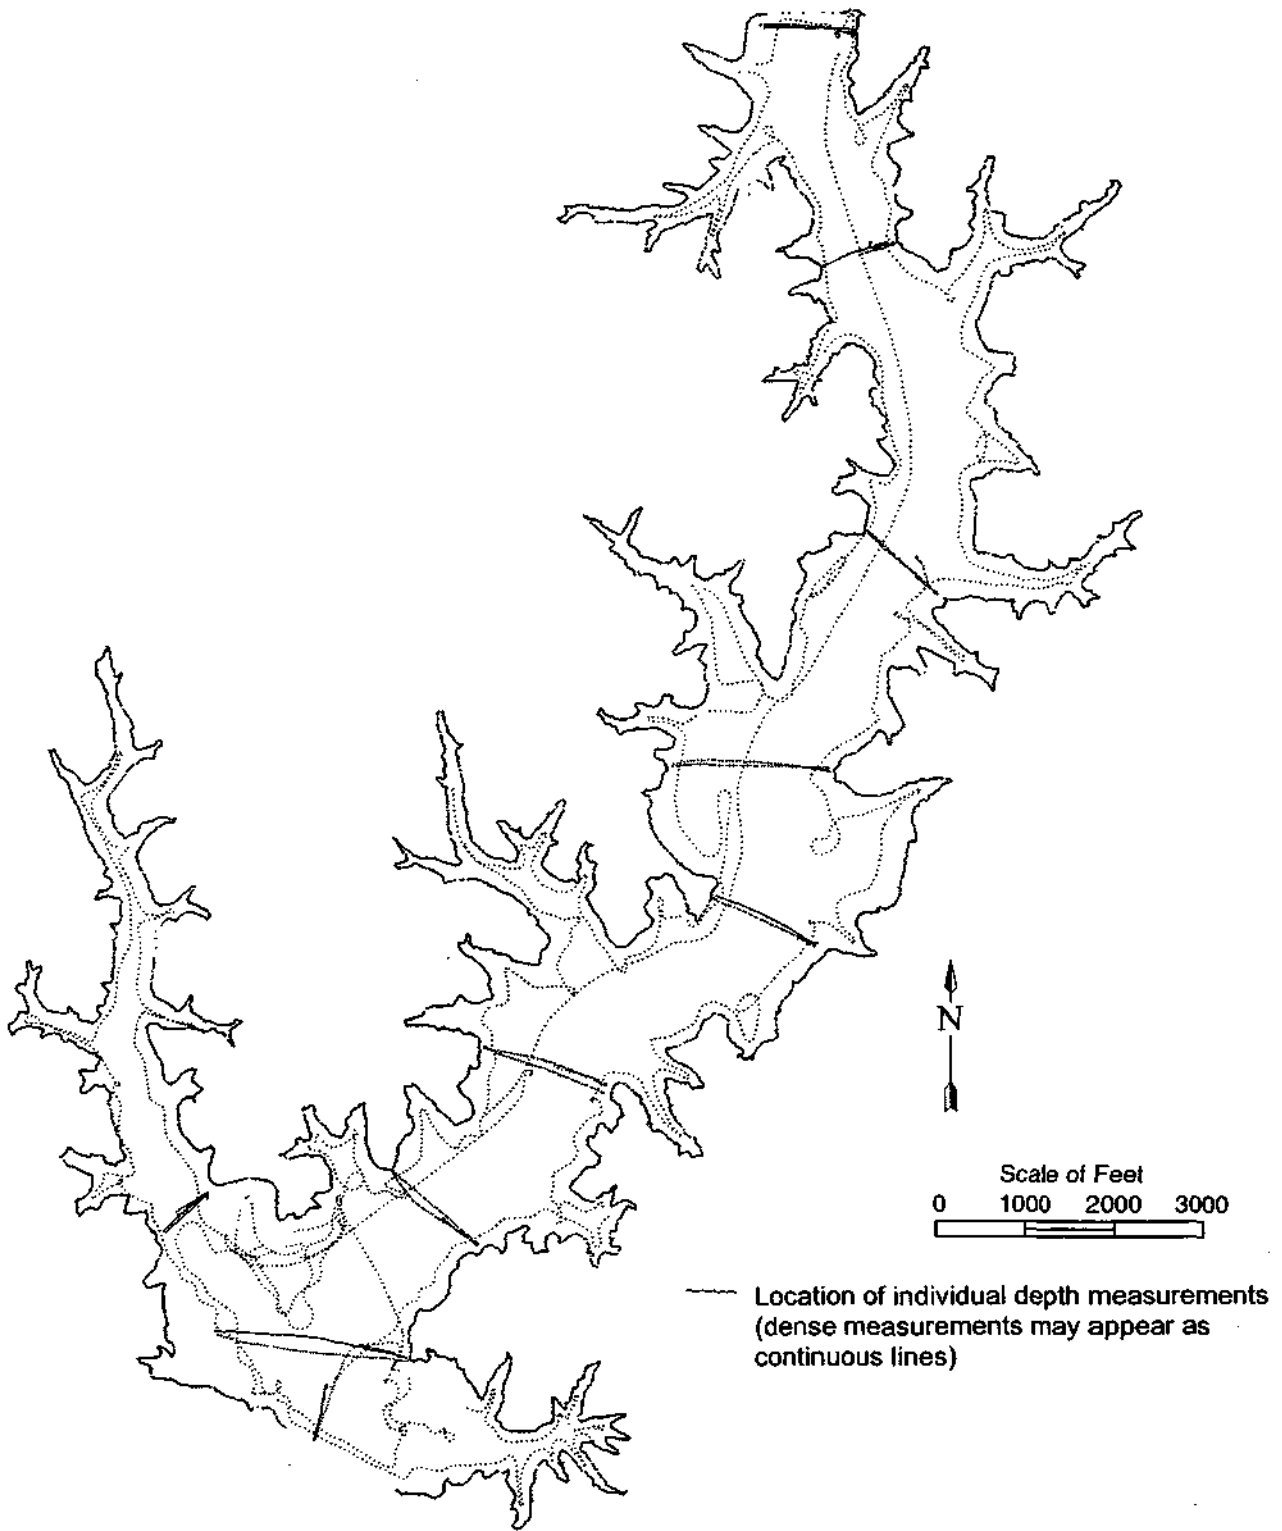 N
Scale of Feet
0 1000 2000 3000
Location of individual depth measurements
(dense measurements may appear as
continuous lines)